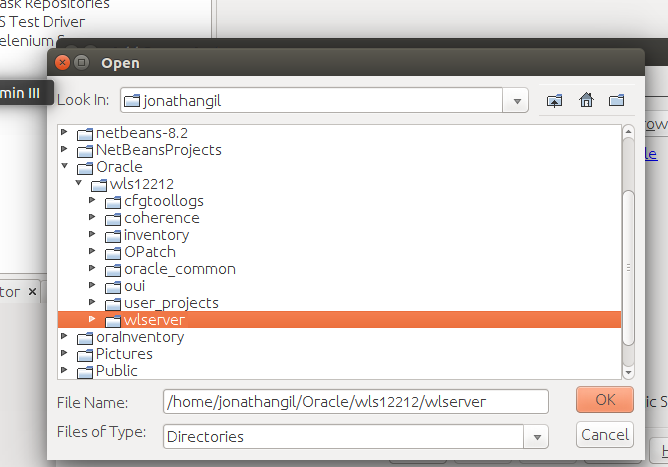 ask Repositories
S Test Driver
elenium S
Open
min III
Look In:
jonathangil
row
netbeans-8.2
NetBeansProjects
le
Oracle
wls12212
cfgtoollogs
coherence
inventory
OPatch
oracle_common
oui
tor ×
user_projects
wlserver
oraInventory
Pictures
Public
File Name:
/home/jonathangil/Oracle/wls12212/wlserver
OK
ic S
Files of Type:
Directories
Cancel
H